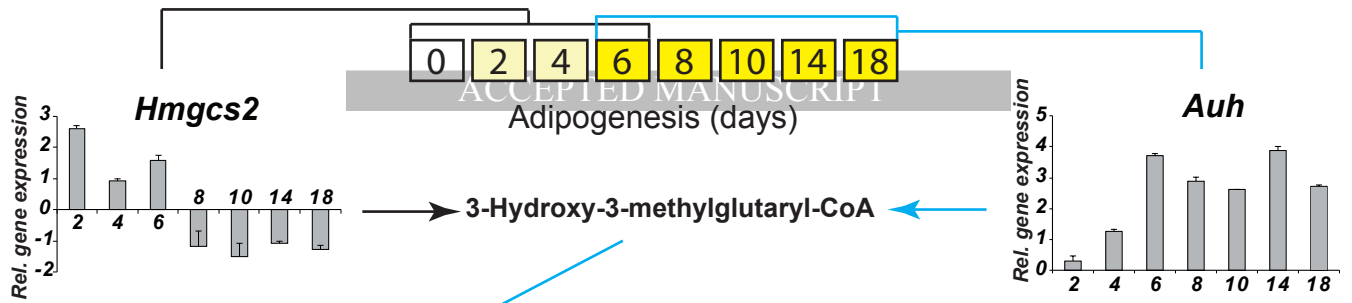 0 2 4 6 8 10 14 18
ACCEPTED MANUSCRIPT
Adipogenesis (days)
Hmgcs2
Rel. gene expression
3
2
1
0
-1
-2
2 4 6 8 10 14 18
3-Hydroxy-3-methylglutaryl-CoA
Auh
Rel. gene expression
5
4
3
2
1
0
2 4 6 8 10 14 18